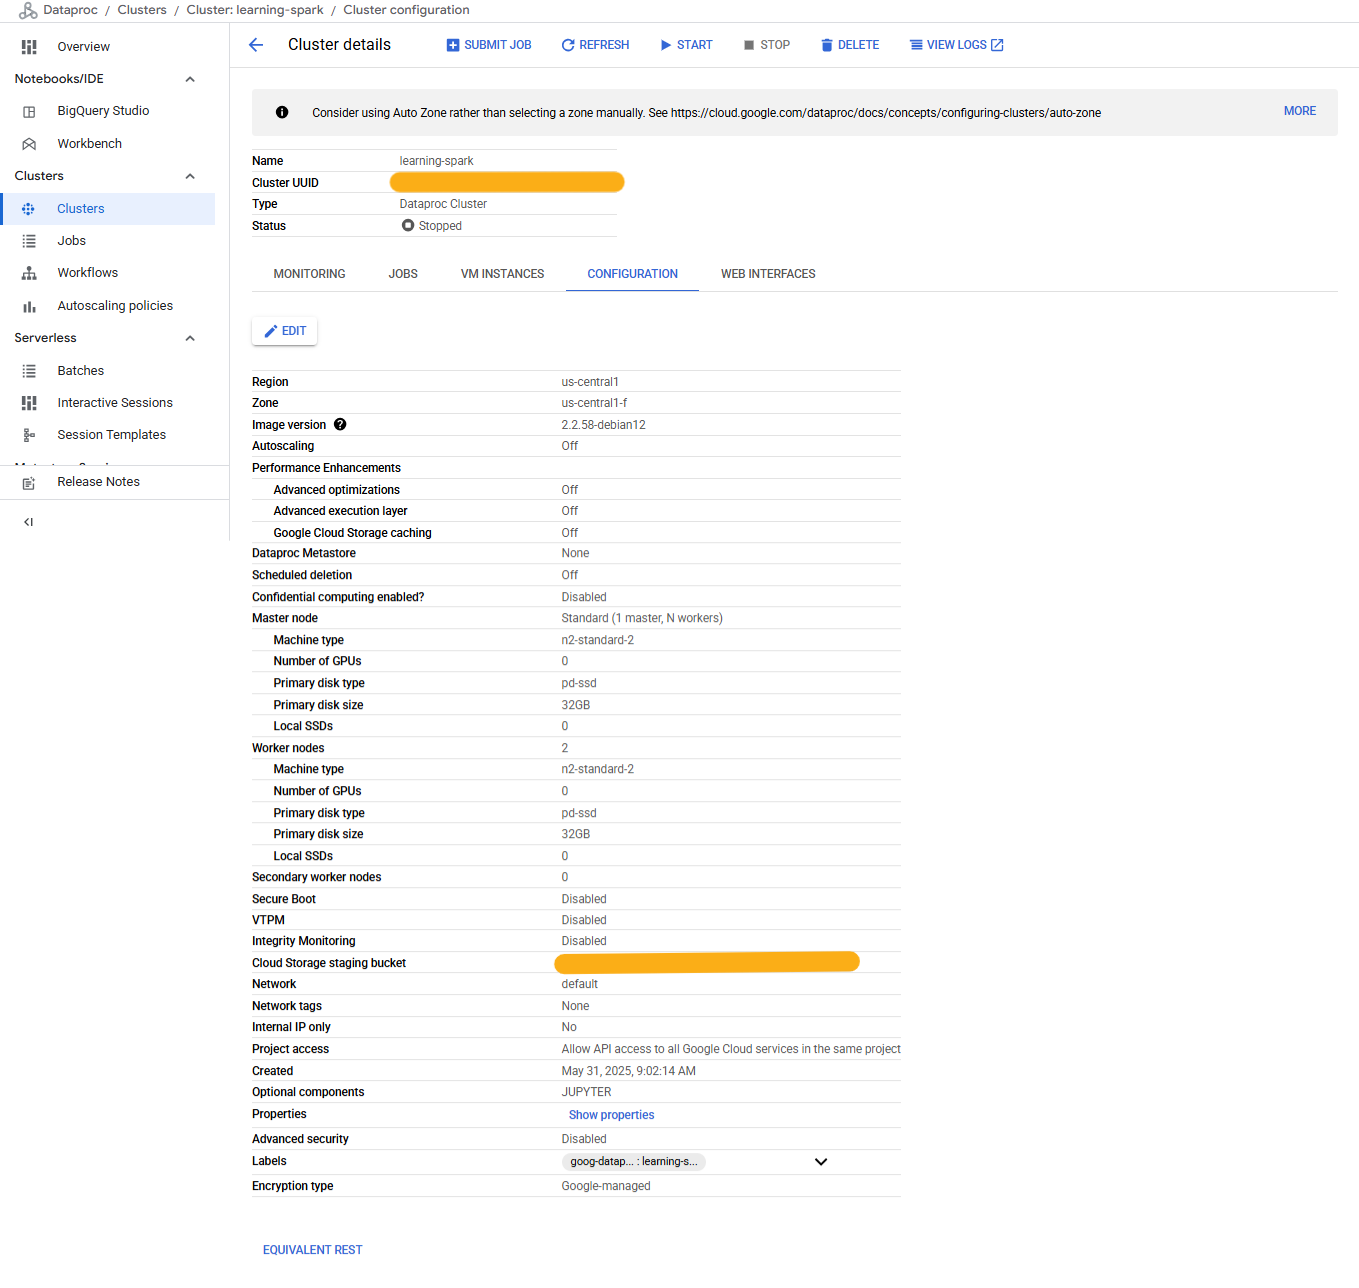 Dataproc / Clusters / Cluster: learning-spark / Cluster configuration
Overview
Notebooks/IDE
BigQuery Studio
Workbench
Clusters
Clusters
Jobs
Workflows
Autoscaling policies
Serverless
Batches
Interactive Sessions
Session Templates
Release Notes
Cluster details SUBMIT JOB REFRESH START STOP DELETE VIEW LOGS
Consider using Auto Zone rather than selecting a zone manually. See https://cloud.google.com/dataproc/docs/concepts/configuring-clusters/auto-zone MORE
Name learning-spark
Cluster UUID
Type Dataproc Cluster
Status Stopped
MONITORING JOBS VM INSTANCES CONFIGURATION WEB INTERFACES
EDIT
Region us-central1
Zone us-central1-f
Image version 2.2.58-debian12
Autoscaling Off
Performance Enhancements
Advanced optimizations Off
Advanced execution layer Off
Google Cloud Storage caching Off
Dataproc Metastore None
Scheduled deletion Off
Confidential computing enabled? Disabled
Master node Standard (1 master, N workers)
Machine type n2-standard-2
Number of GPUs 0
Primary disk type pd-ssd
Primary disk size 32GB
Local SSDs 0
Worker nodes 2
Machine type n2-standard-2
Number of GPUs 0
Primary disk type pd-ssd
Primary disk size 32GB
Local SSDs 0
Secondary worker nodes 0
Secure Boot Disabled
VTPM Disabled
Integrity Monitoring Disabled
Cloud Storage staging bucket
Network default
Network tags None
Internal IP only No
Project access Allow API access to all Google Cloud services in the same project
Created May 31, 2025, 9:02:14 AM
Optional components JUPYTER
Properties Show properties
Advanced security Disabled
Labels goog-datap... : learning-s...
Encryption type Google-managed
EQUIVALENT REST